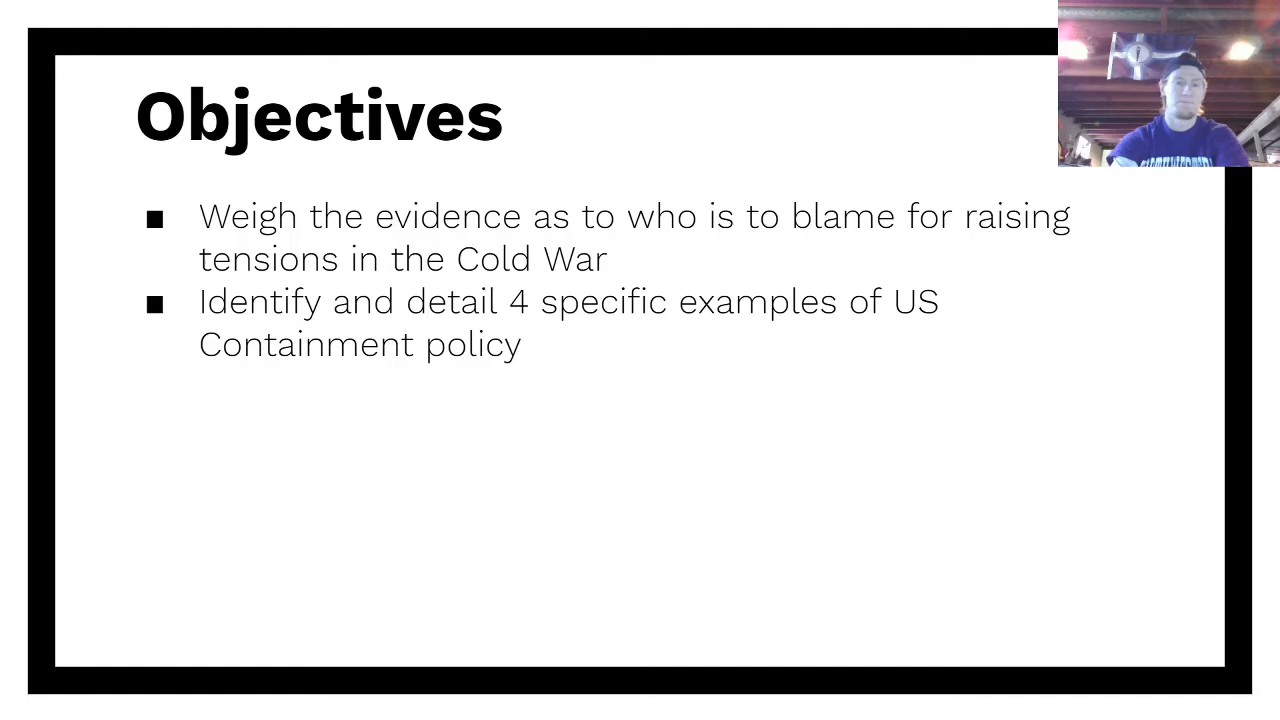 Objectives
■ Weigh the evidence as to who is to blame for raising
tensions in the Cold War
■ Identify and detail 4 specific examples of US
Containment policy